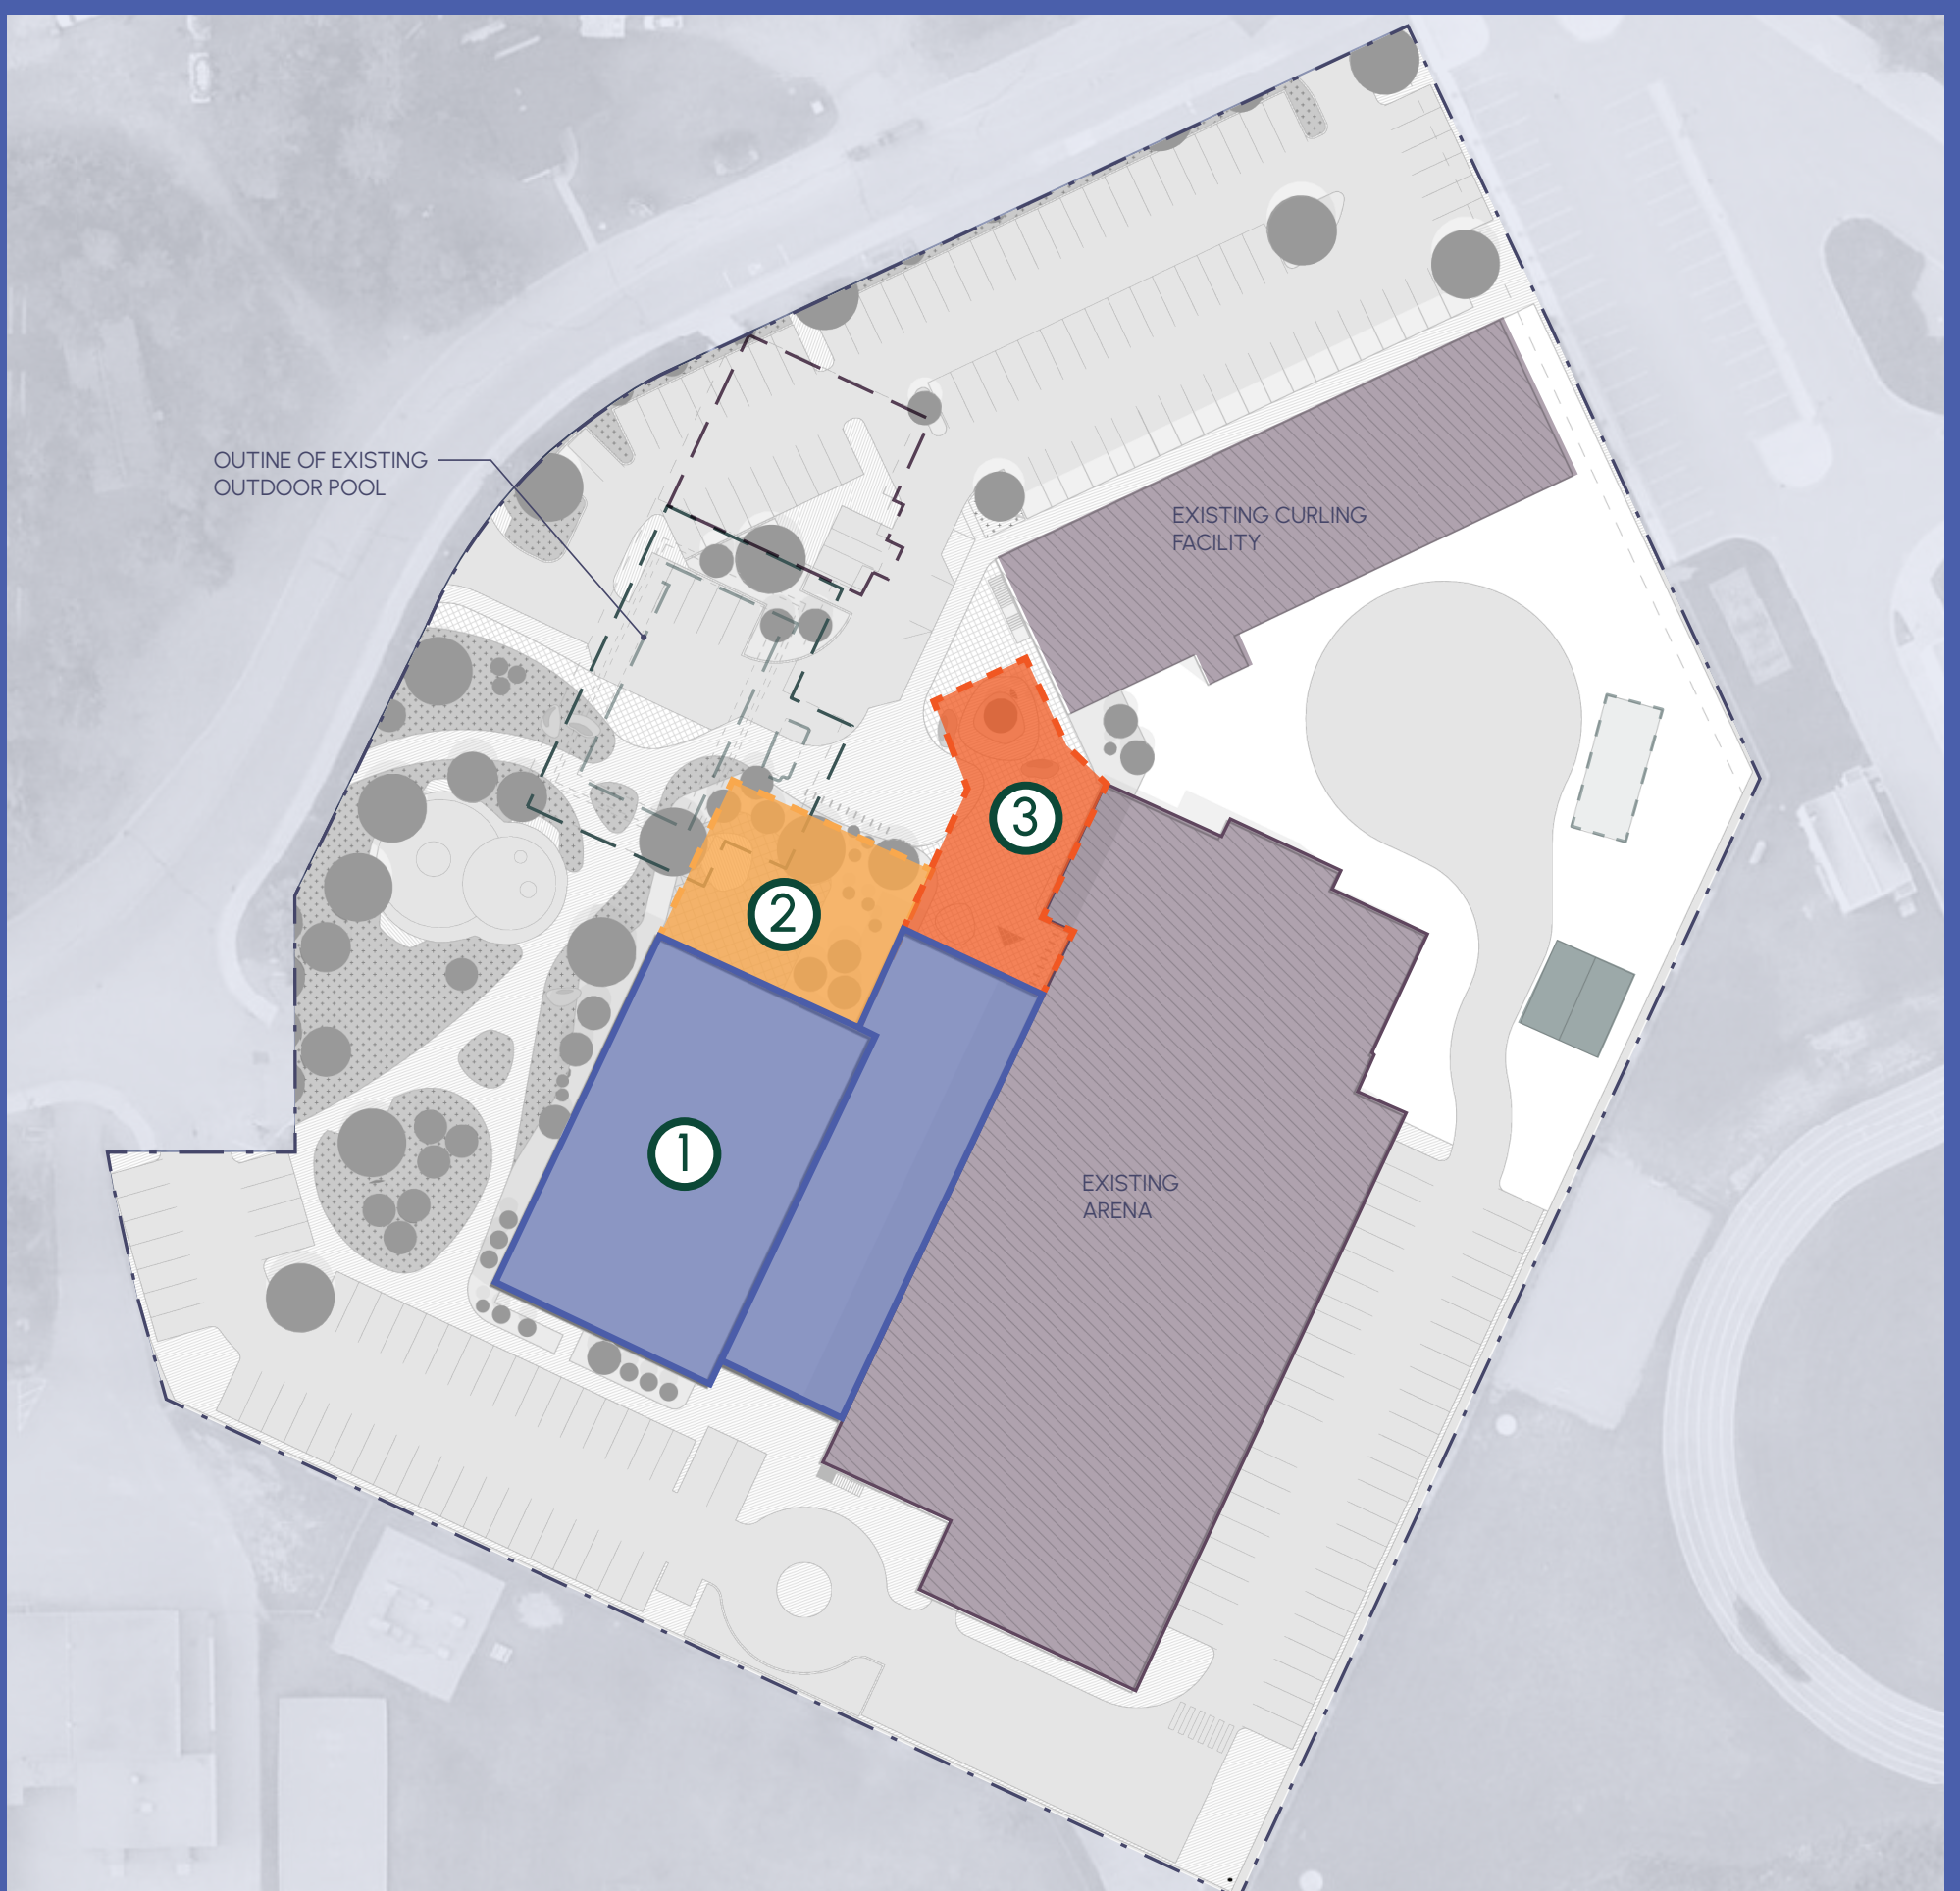 OUTINE OF EXISTING
OUTDOOR POOL
EXISTING CURLING
FACILITY
3
2
1
EXISTING
ARENA